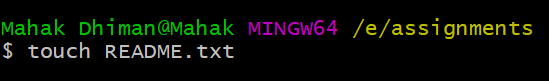 Mahak Dhiman@Mahak MINGW64 /e/assignments
$ touch README.txt